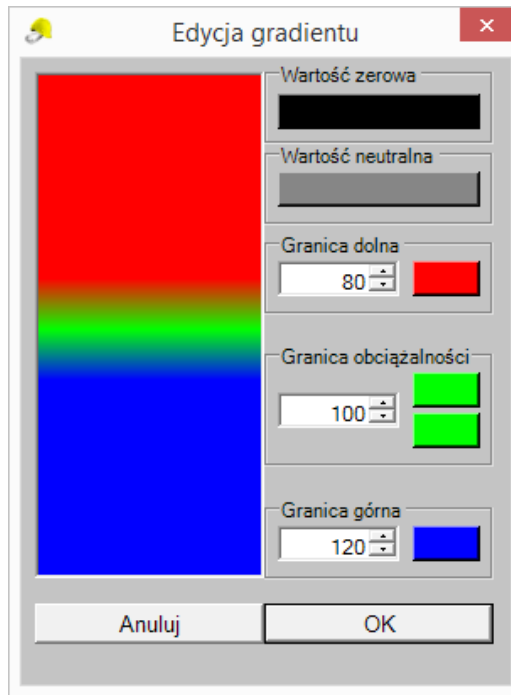 Edycja gradientu
Wartość zerowa
Wartość neutralna
Granica dolna
80
Granica obciążalności
100
Granica górna
120
Anuluj
OK